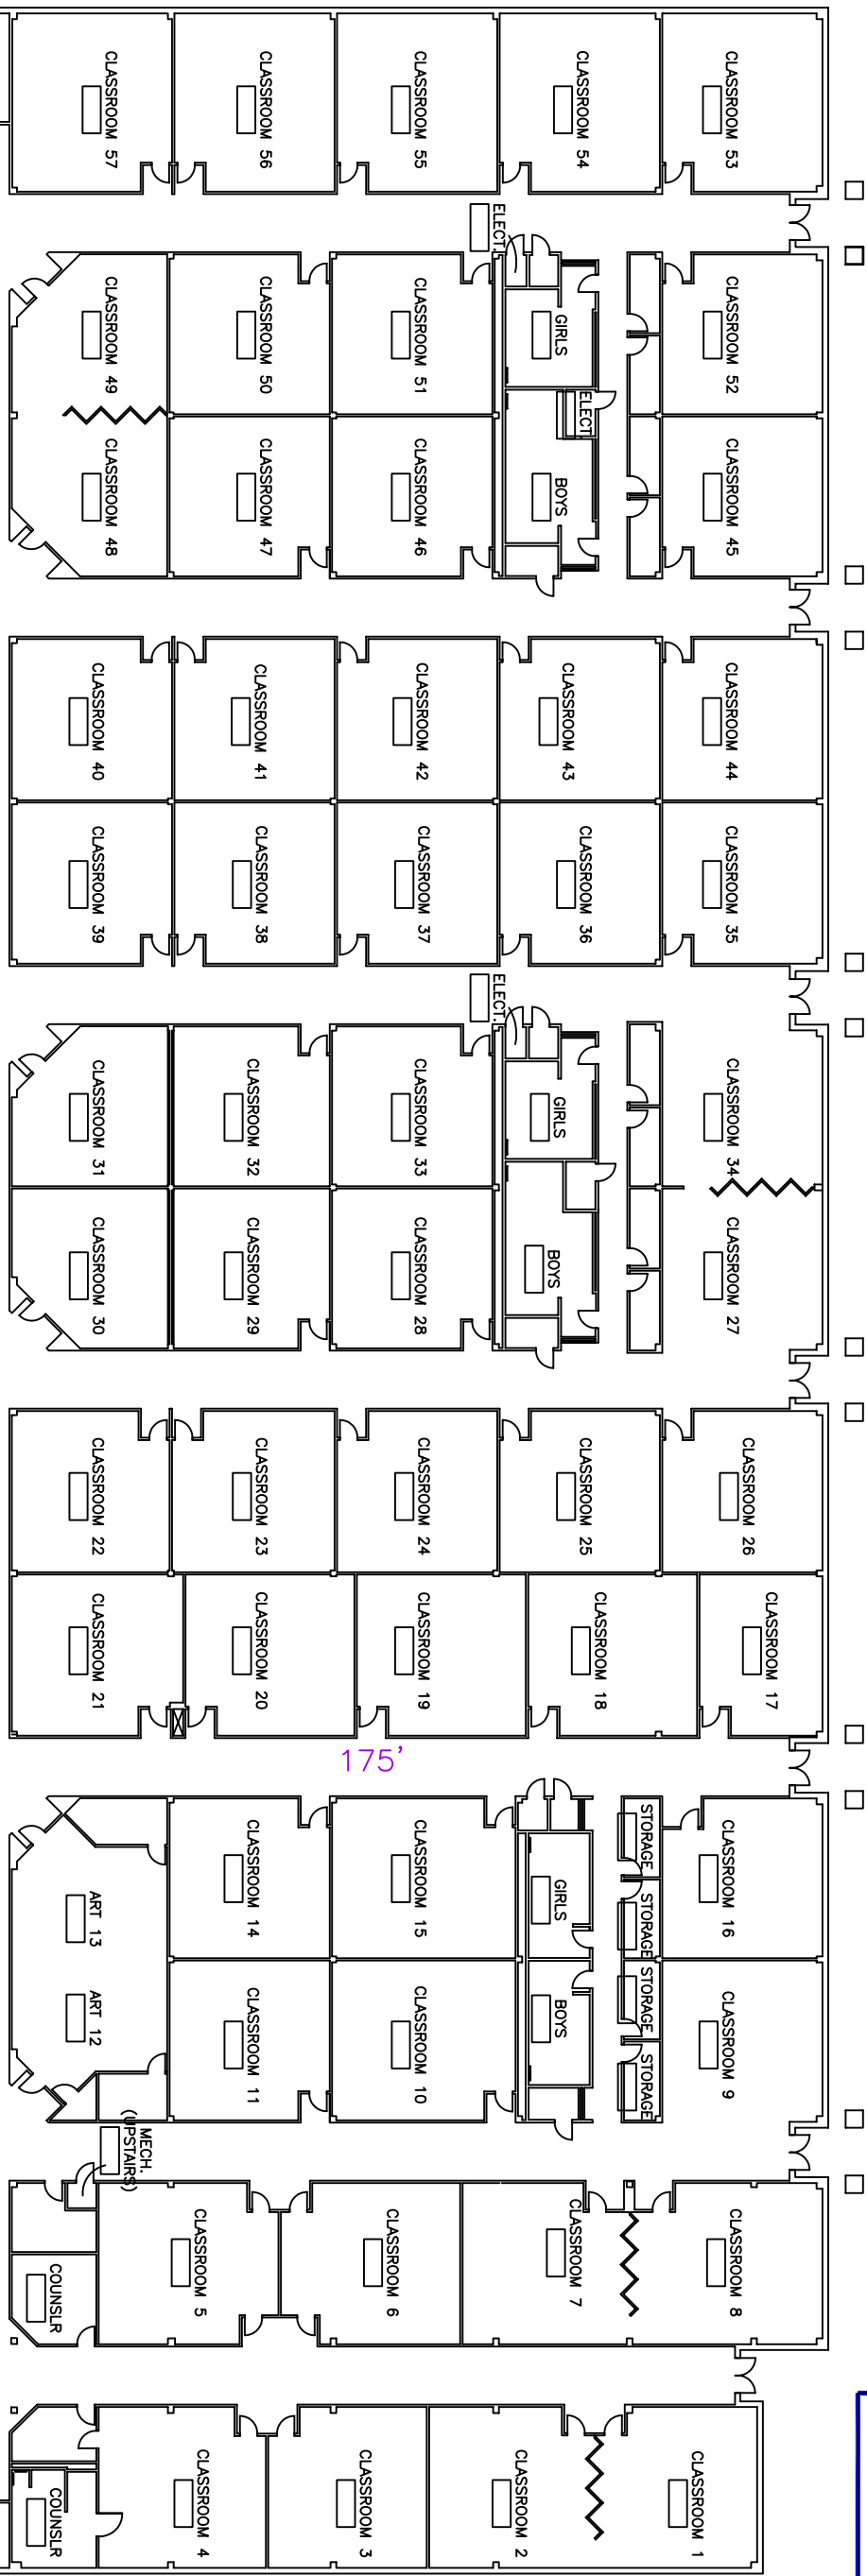 CLASSROOM 57
CLASSROOM 56
CLASSROOM 55
CLASSROOM 54
CLASSROOM 53
ELECT.
CLASSROOM 49
CLASSROOM 50
CLASSROOM 51
GIRLS
CLASSROOM 52
ELECT.
CLASSROOM 48
CLASSROOM 47
CLASSROOM 46
BOYS
CLASSROOM 45
CLASSROOM 40
CLASSROOM 41
CLASSROOM 42
CLASSROOM 43
CLASSROOM 44
CLASSROOM 39
CLASSROOM 38
CLASSROOM 37
CLASSROOM 36
CLASSROOM 35
ELECT.
CLASSROOM 31
CLASSROOM 32
CLASSROOM 33
GIRLS
CLASSROOM 34
CLASSROOM 30
CLASSROOM 29
CLASSROOM 28
BOYS
CLASSROOM 27
CLASSROOM 22
CLASSROOM 23
CLASSROOM 24
CLASSROOM 25
CLASSROOM 26
CLASSROOM 21
CLASSROOM 20
CLASSROOM 19
CLASSROOM 18
CLASSROOM 17
175'
ART 13
CLASSROOM 14
CLASSROOM 15
GIRLS
STORAGE
STORAGE
CLASSROOM 16
ART 12
CLASSROOM 11
CLASSROOM 10
BOYS
STORAGE
STORAGE
CLASSROOM 9
MECH.
(UPSTAIRS)
COUNSLR
CLASSROOM 5
CLASSROOM 6
CLASSROOM 7
CLASSROOM 8
COUNSLR
CLASSROOM 4
CLASSROOM 3
CLASSROOM 2
CLASSROOM 1